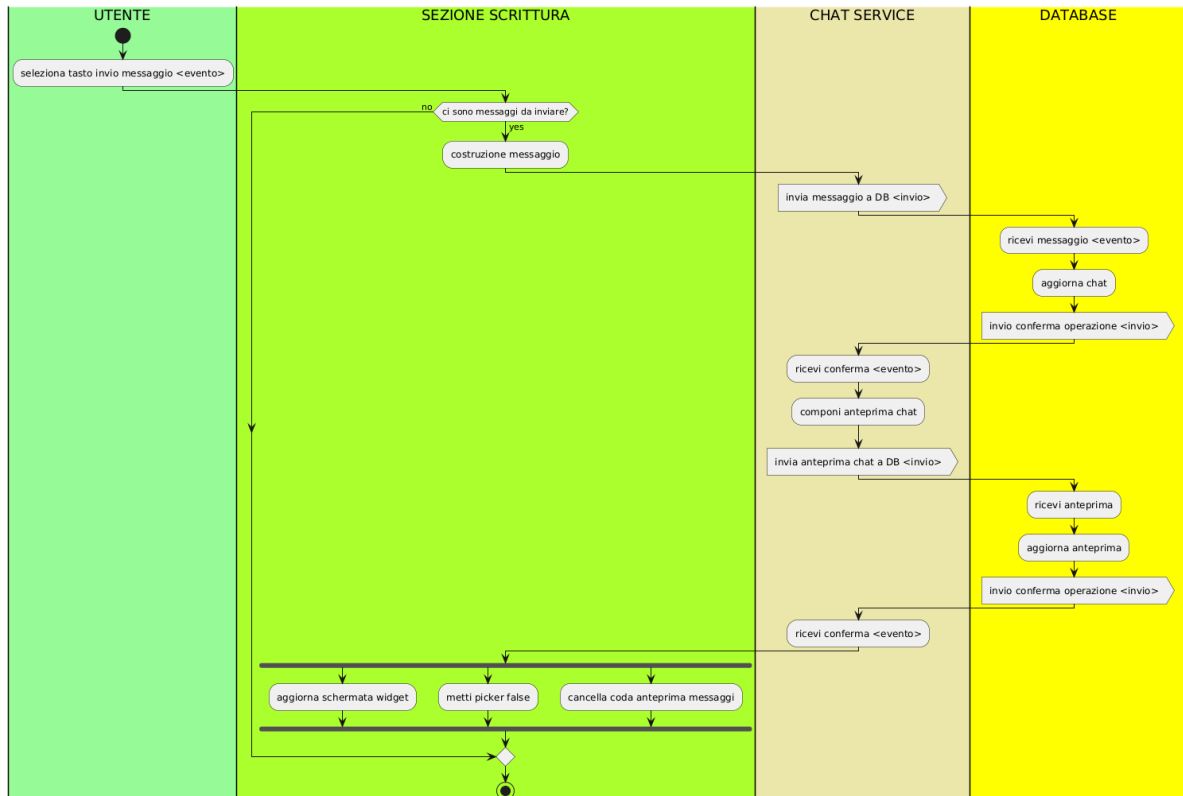 UTENTE
SEZIONE SCRITTURA
CHAT SERVICE
DATABASE
seleziona tasto invio messaggio <evento>
no
ci sono messaggi da inviare?
yes
costruzione messaggio
invia messaggio a DB <invio>
ricevi messaggio <evento>
aggiorna chat
invio conferma operazione <invio>
ricevi conferma <evento>
componi anteprima chat
invia anteprima chat a DB <invio>
ricevi anteprima
aggiorna anteprima
invio conferma operazione <invio>
ricevi conferma <evento>
aggiorna schermata widget
metti picker false
cancella coda anteprima messaggi